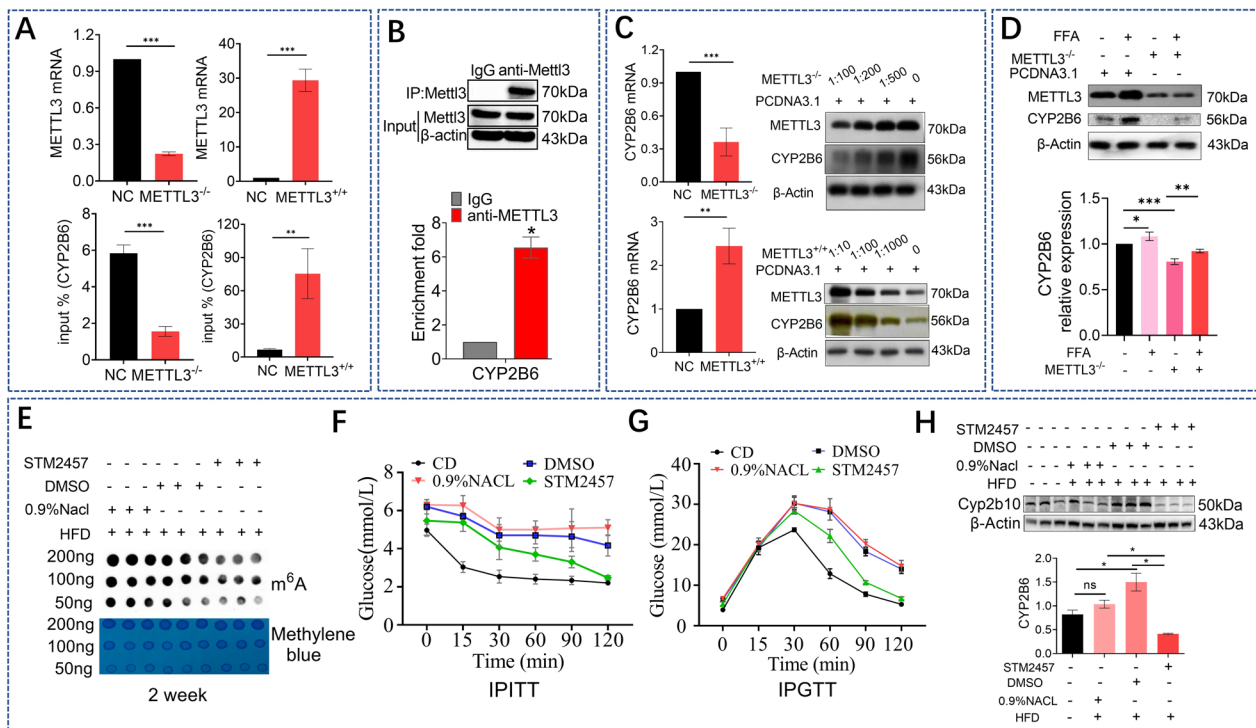 A
METTL3 mRNA
1.2
0.9
0.6
0.3
0.0
***
NC METTL3-/-
METTL3 mRNA
40
30
20
10
0
***
NC METTL3+/+
input % (CYP2B6)
8
6
4
2
0
***
NC METTL3-/-
input % (CYP2B6)
120
90
60
30
0
**
NC METTL3+/+
B
IgG anti-Mettl3
IP:Mettl3 70kDa
Input Mettl3 70kDa
β-actin 43kDa
IgG
anti-METTL3
Enrichment fold
8
6
4
2
0
*
CYP2B6
C
CYP2B6 mRNA
1.2
0.9
0.6
0.3
0.0
***
NC METTL3-/-
METTL3-/- 1:100 1:200 1:500 0
PCDNA3.1 + + + +
METTL3 70kDa
CYP2B6 56kDa
β-Actin 43kDa
CYP2B6 mRNA
3
2
1
0
**
NC METTL3+/+
METTL3+/+ 1:10 1:100 1:1000 0
PCDNA3.1 + + + +
METTL3 70kDa
CYP2B6 56kDa
β-Actin 43kDa
D
FFA - + - +
METTL3-/- - - + +
PCDNA3.1 + + - -
METTL3 70kDa
CYP2B6 56kDa
β-Actin 43kDa
CYP2B6
relative expression
1.5
1.0
0.5
0.0
* *** **
FFA - + - +
METTL3-/- - - + +
E
STM2457 - - - - - - + + +
DMSO - - - + + + - - -
0.9%Nacl + + + - - - - - -
HFD + + + + + + + + +
200ng
100ng
50ng
m6A
200ng
100ng
50ng
Methylene
blue
2 week
F
CD
0.9%NACL
DMSO
STM2457
Glucose(mmol/L)
10
8
6
4
2
0
0 15 30 60 90 120
Time (min)
IPITT
G
CD
0.9%NACL
DMSO
STM2457
Glucose (mmol/L)
40
30
20
10
0
0 15 30 60 90 120
Time (min)
IPGTT
H
STM2457 - - - - - - - - - + + +
DMSO - - - - - - + + + - - -
0.9%Nacl - - - + + + - - - - - -
HFD - - - + + + + + + + + +
Cyp2b10 50kDa
β-Actin 43kDa
CYP2B6
2.0
1.5
1.0
0.5
0.0
ns * * *
STM2457 - - - +
DMSO - - + -
0.9%NACL - + - -
HFD - + + +